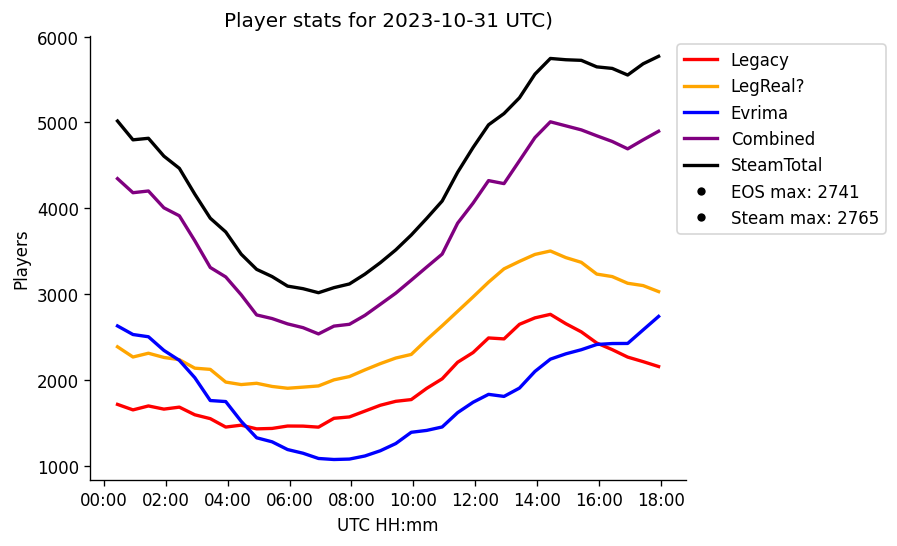 Player stats for 2023-10-31 UTC)
6000
5000
4000
3000
2000
1000
Players
00:00 02:00 04:00 06:00 08:00 10:00 12:00 14:00 16:00 18:00
UTC HH:mm
Legacy
LegReal?
Evrima
Combined
SteamTotal
EOS max: 2741
Steam max: 2765